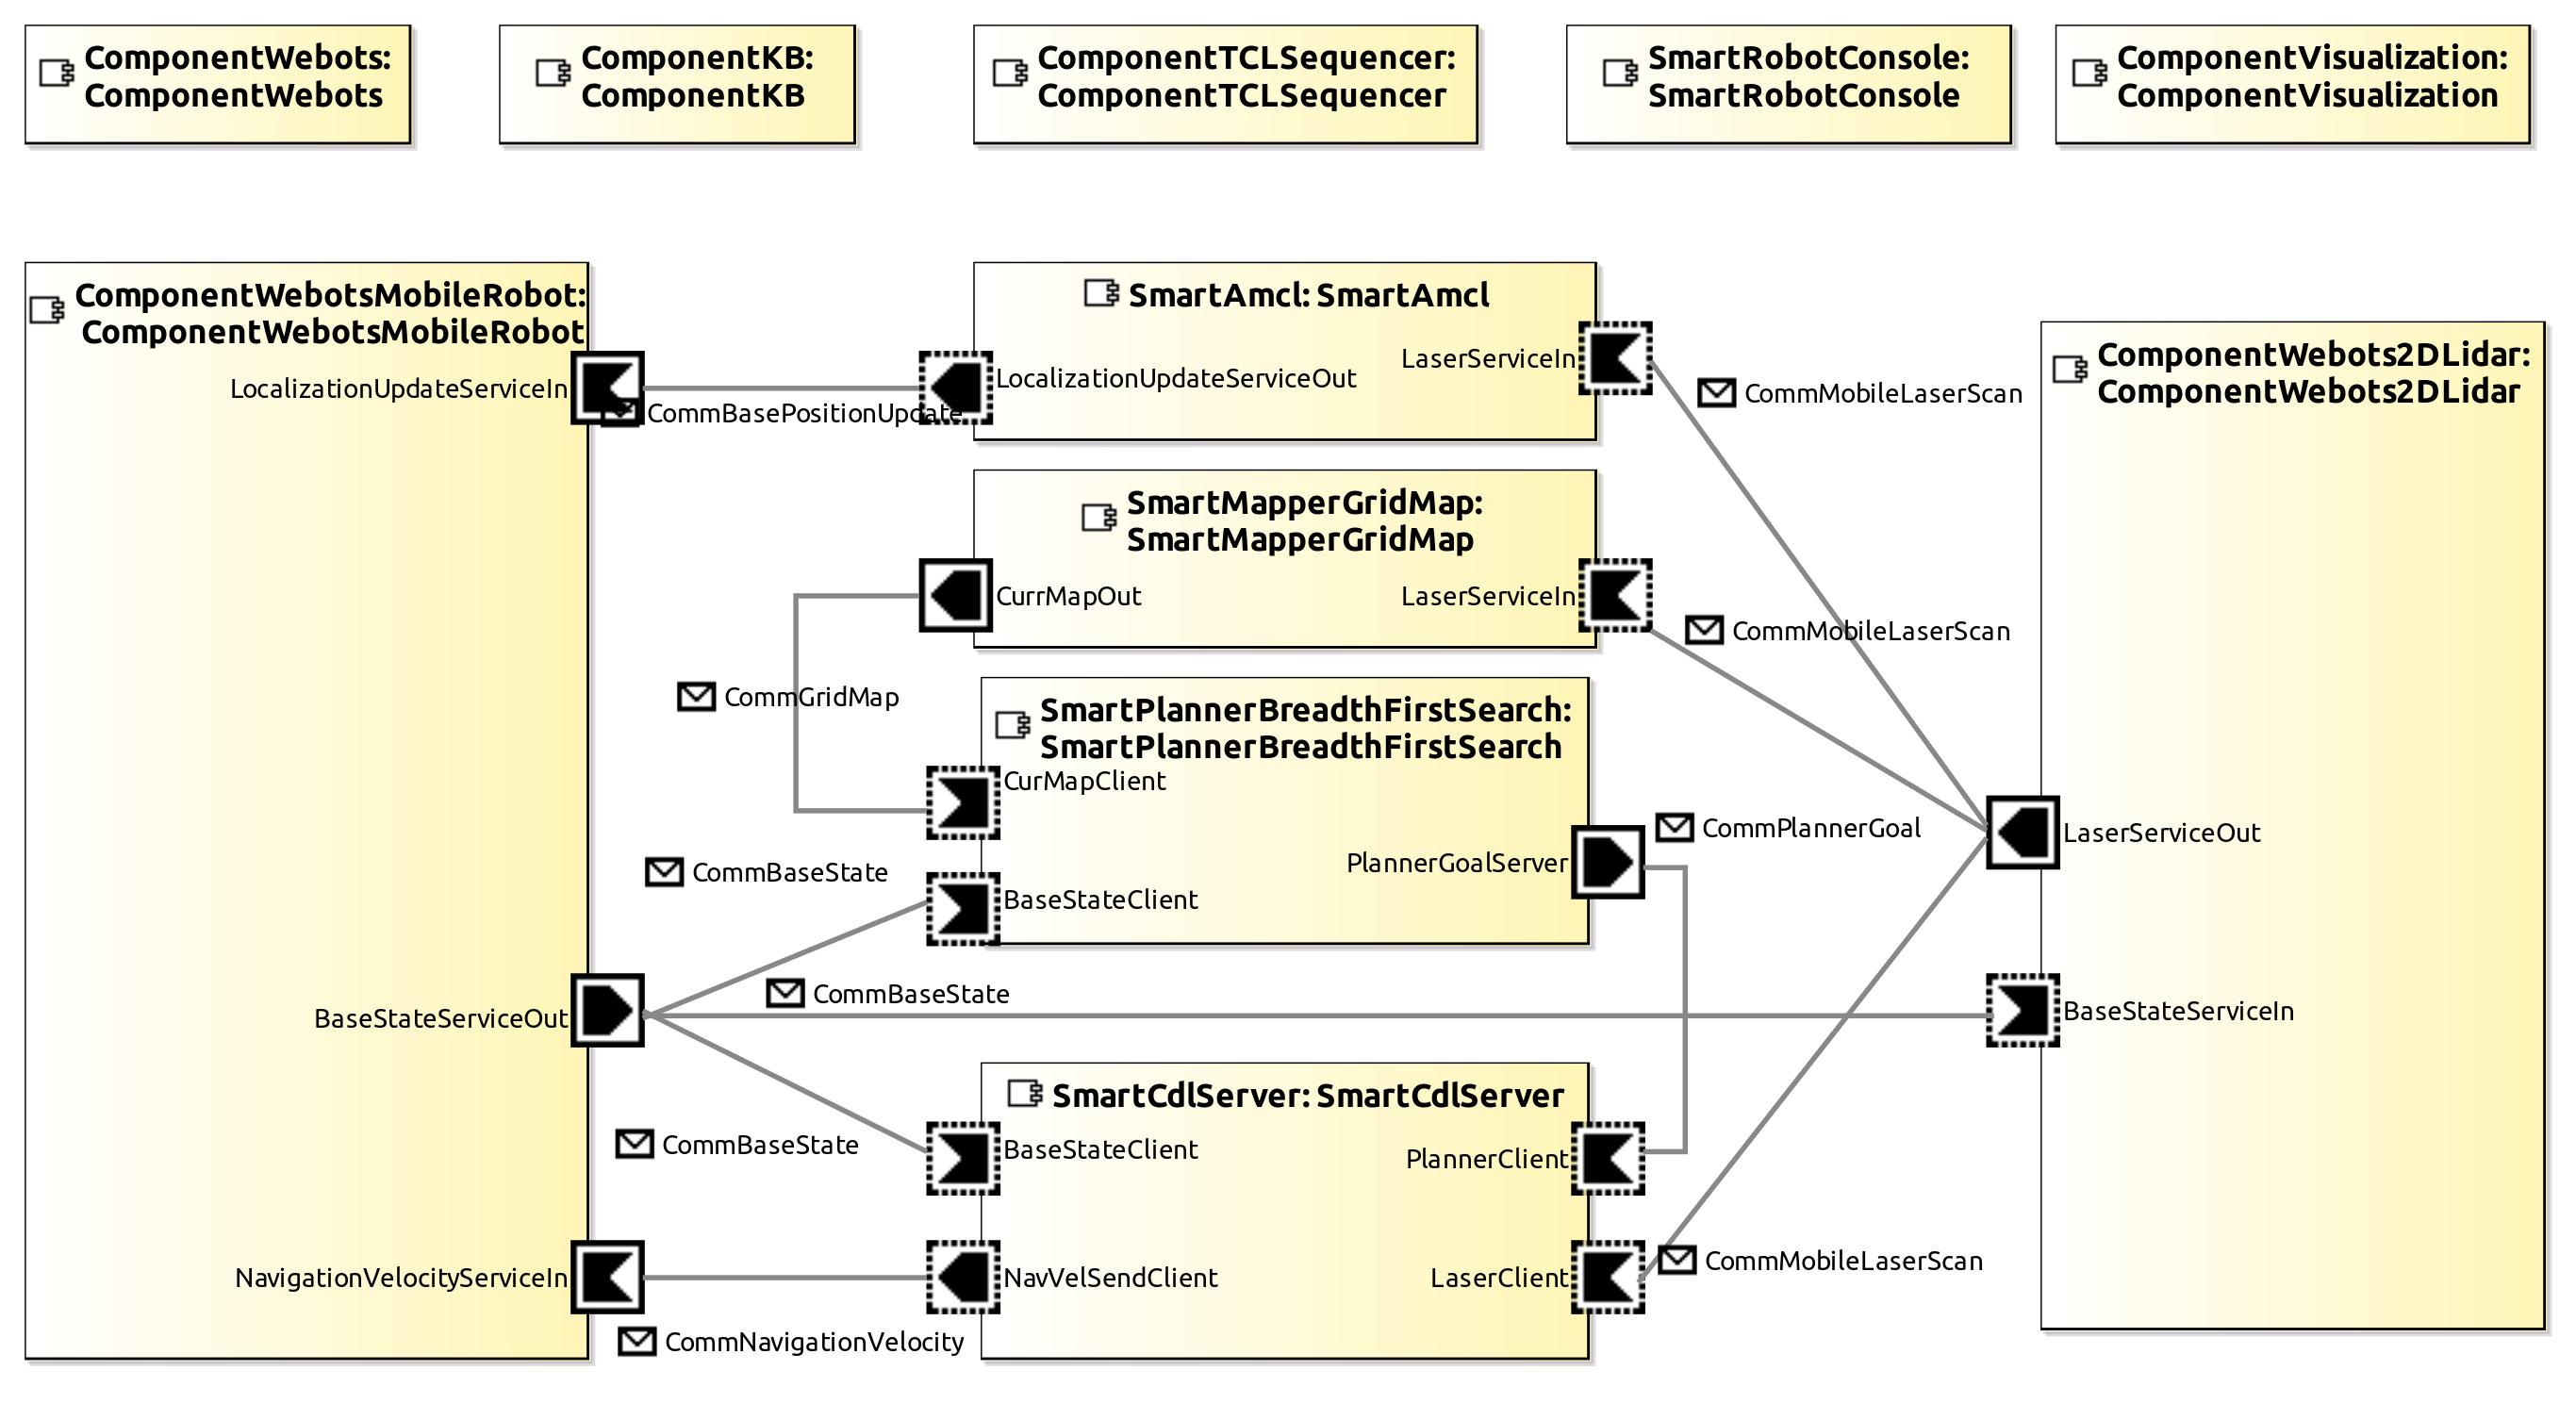 ComponentWebots:
ComponentWebots
ComponentKB:
ComponentKB
ComponentTCLSequencer:
ComponentTCLSequencer
SmartRobotConsole:
SmartRobotConsole
ComponentVisualization:
ComponentVisualization
ComponentWebotsMobileRobot:
ComponentWebotsMobileRobot
LocalizationUpdateServiceIn
CommBasePositionUpdate
SmartAmcl: SmartAmcl
LocalizationUpdateServiceOut
LaserServiceIn
CommMobileLaserScan
ComponentWebots2DLidar:
ComponentWebots2DLidar
SmartMapperGridMap:
SmartMapperGridMap
CurrMapOut
LaserServiceIn
CommMobileLaserScan
CommGridMap
SmartPlannerBreadthFirstSearch:
SmartPlannerBreadthFirstSearch
CurMapClient
CommPlannerGoal
PlannerGoalServer
LaserServiceOut
CommBaseState
BaseStateClient
CommBaseState
BaseStateServiceOut
BaseStateServiceIn
SmartCdlServer: SmartCdlServer
CommBaseState
BaseStateClient
PlannerClient
NavigationVelocityServiceIn
NavVelSendClient
LaserClient
CommMobileLaserScan
CommNavigationVelocity